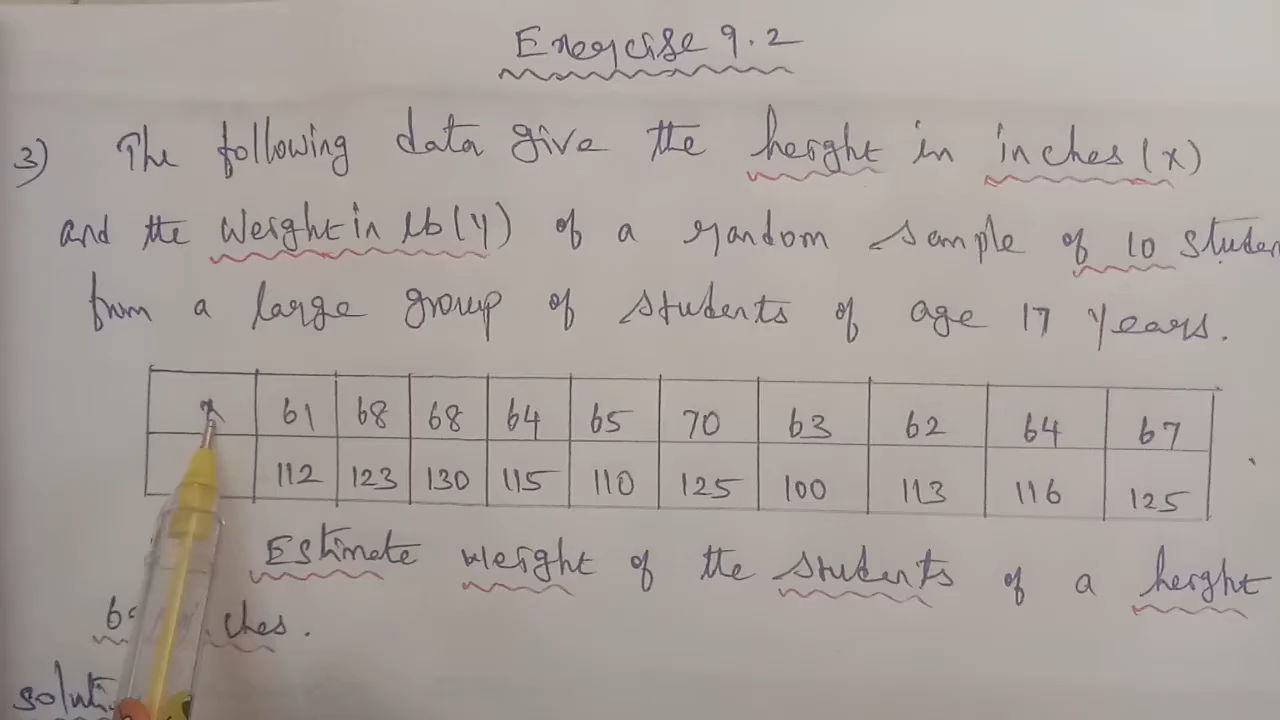 Exercise 9.2
3) The following data give the height in inches (x)
and the weight in lb (y) of a random sample of 10 studen
from a large group of students of age 17 years.
x 61 68 68 64 65 70 63 62 64 67
112 123 130 115 110 125 100 113 116 125
Estimate weight of the students of a height
ches.
soluti